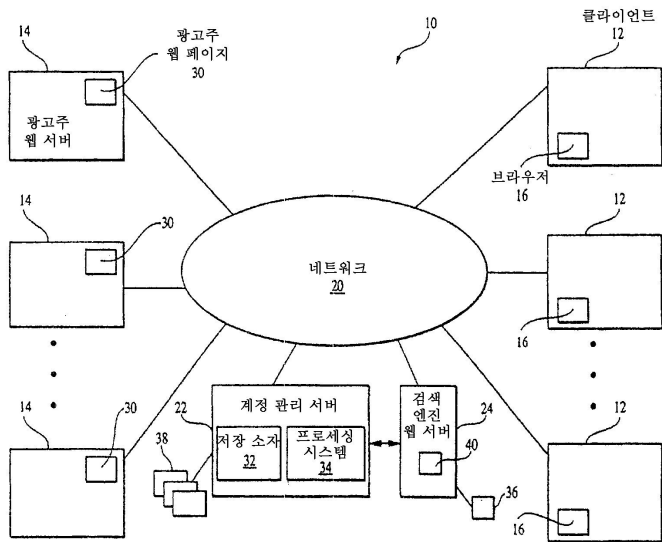 14
광고주
웹 페이지
30
10
클라이언트
12
광고주
웹 서버
브라우저
16
14
30
12
네트워크
20
16
14
30
22
계정 관리 서버
저장 소자
32
프로세싱
시스템
34
38
검색
엔진
웹 서버
40
24
36
12
16